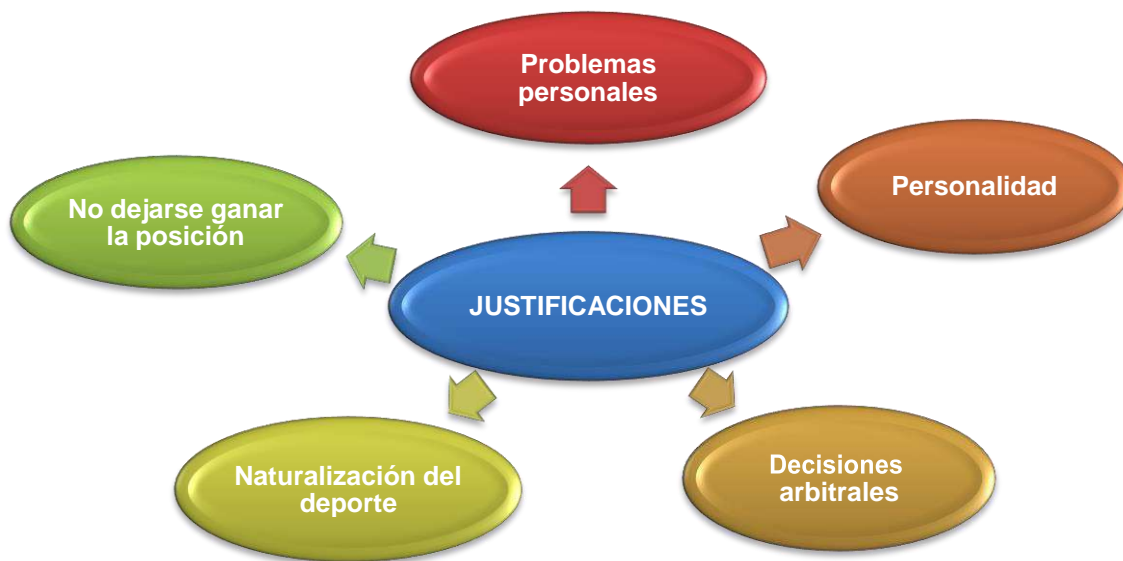 Problemas
personales
Personalidad
No dejarse ganar
la posición
JUSTIFICACIONES
Naturalización del
deporte
Decisiones
arbitrales